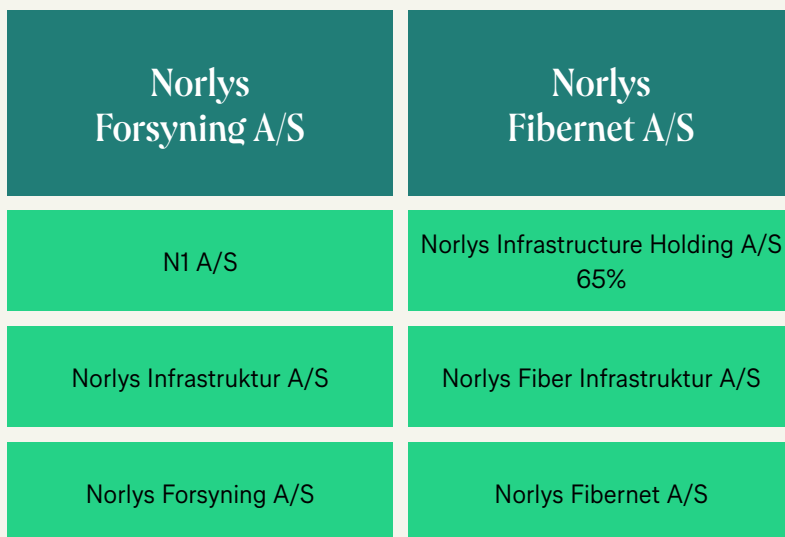 Norlys
Forsyning A/S
N1 A/S
Norlys Infrastruktur A/S
Norlys Forsyning A/S
Norlys
Fibernet A/S
Norlys Infrastructure Holding A/S
65%
Norlys Fiber Infrastruktur A/S
Norlys Fibernet A/S